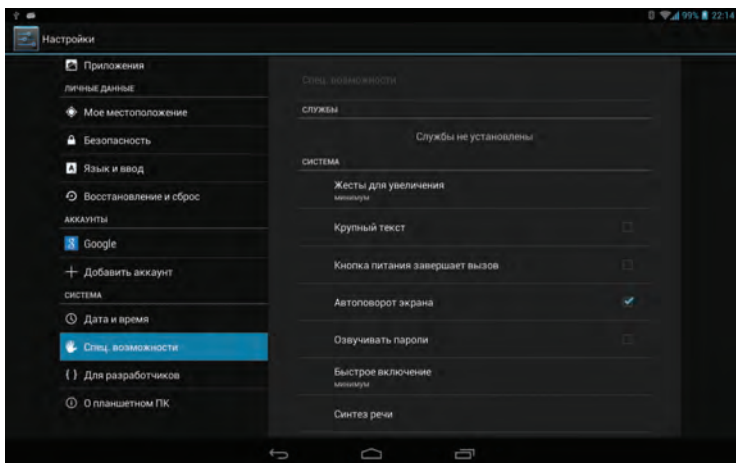 99% 22:14
Настройки
Приложения
ЛИЧНЫЕ ДАННЫЕ
Мое местоположение
Безопасность
Язык и ввод
Восстановление и сброс
АККАУНТЫ
Google
Добавить аккаунт
СИСТЕМА
Дата и время
Спец. возможности
Для разработчиков
О планшетном ПК
Спец. возможности
СЛУЖБЫ
Службы не установлены
СИСТЕМА
Жесты для увеличения
минимум
Крупный текст
Кнопка питания завершает вызов
Автоповорот экрана
Озвучивать пароли
Быстрое включение
минимум
Синтез речи